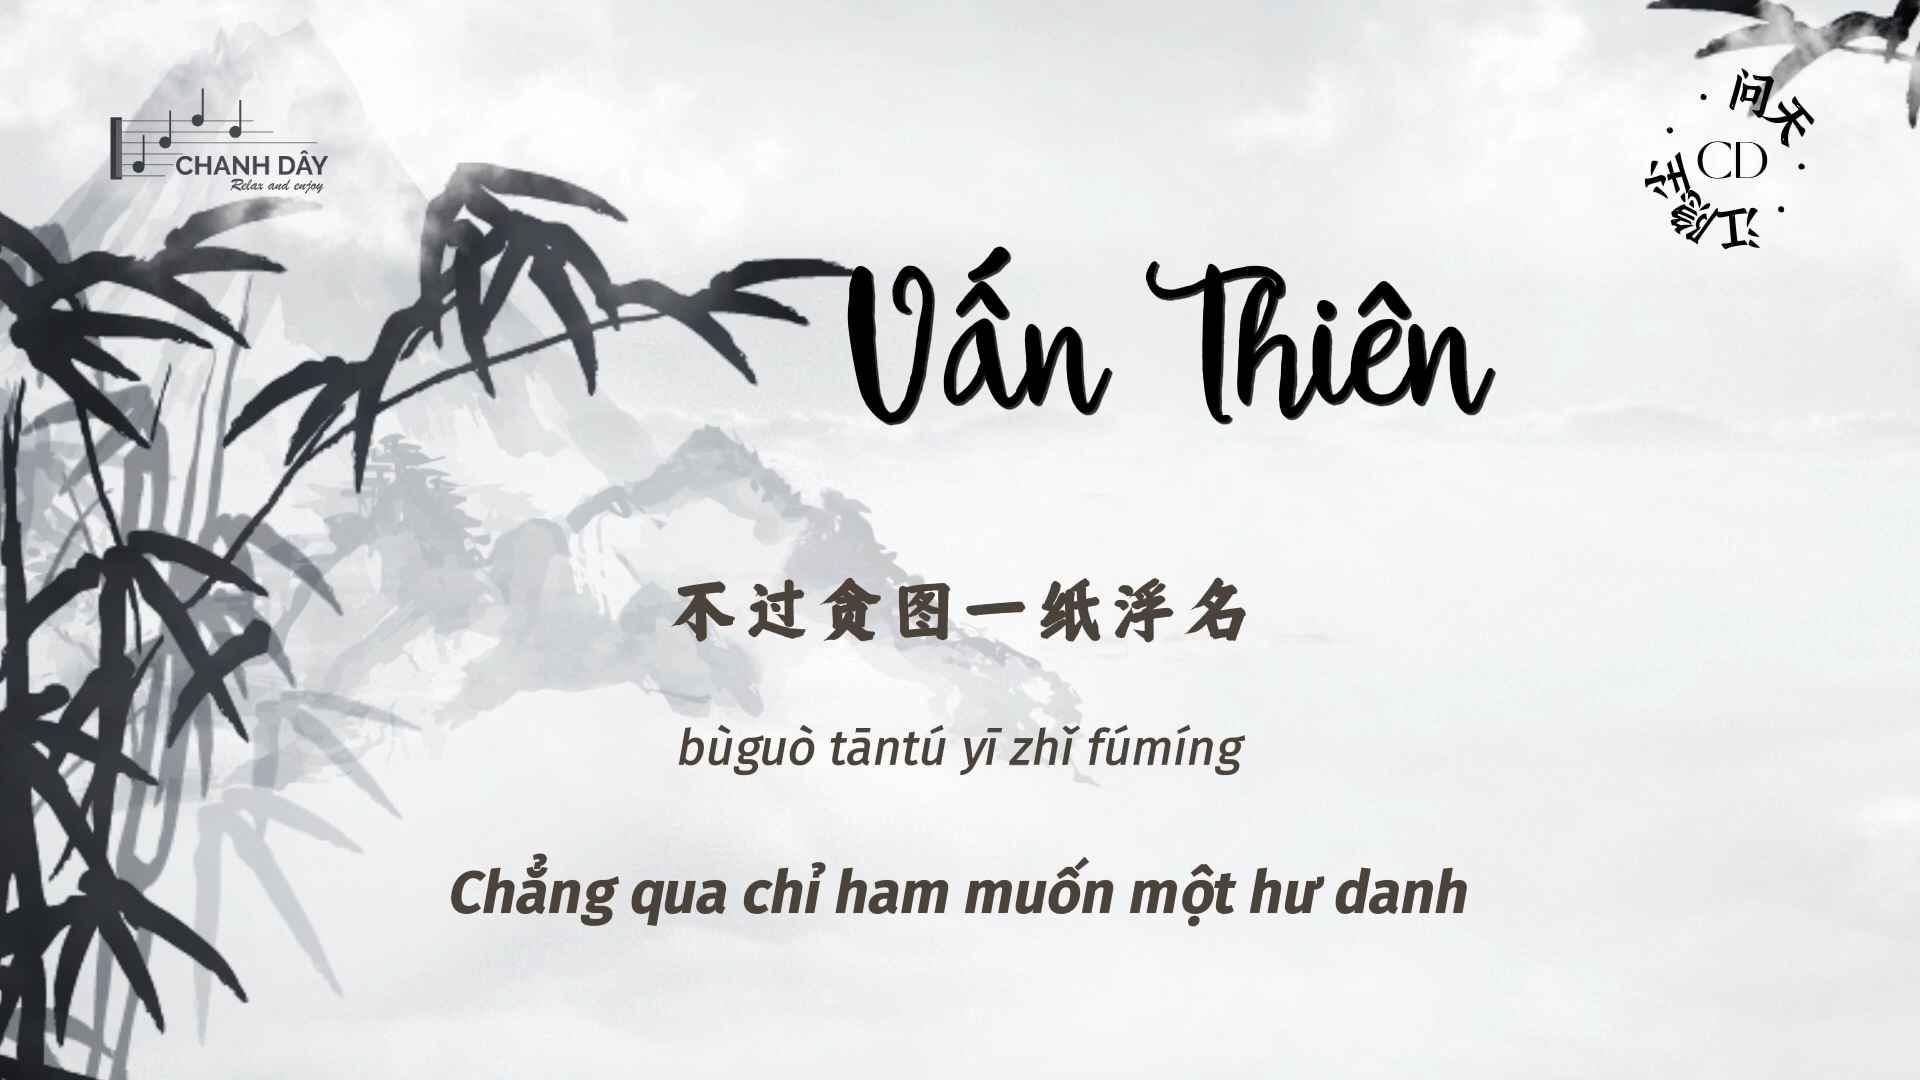 CHANH DÂY
Relax and enjoy
问天
CD
Vấn Thiên
不过贪图一纸浮名
bùguò tāntú yī zhǐ fúmíng
Chẳng qua chỉ ham muốn một hư danh